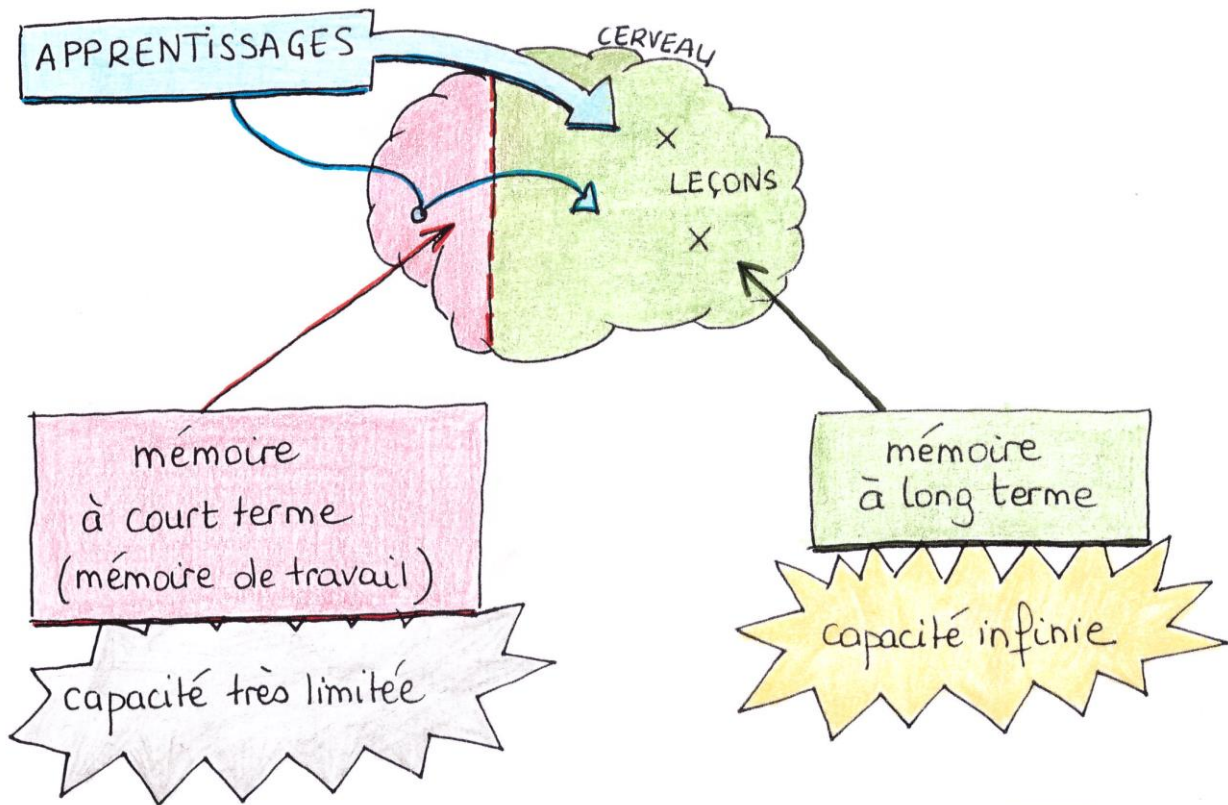 APPRENTISSAGES
CERVEAU
LEÇONS
mémoire
à court terme
(mémoire de travail)
capacité très limitée
mémoire
à long terme
capacité infinie